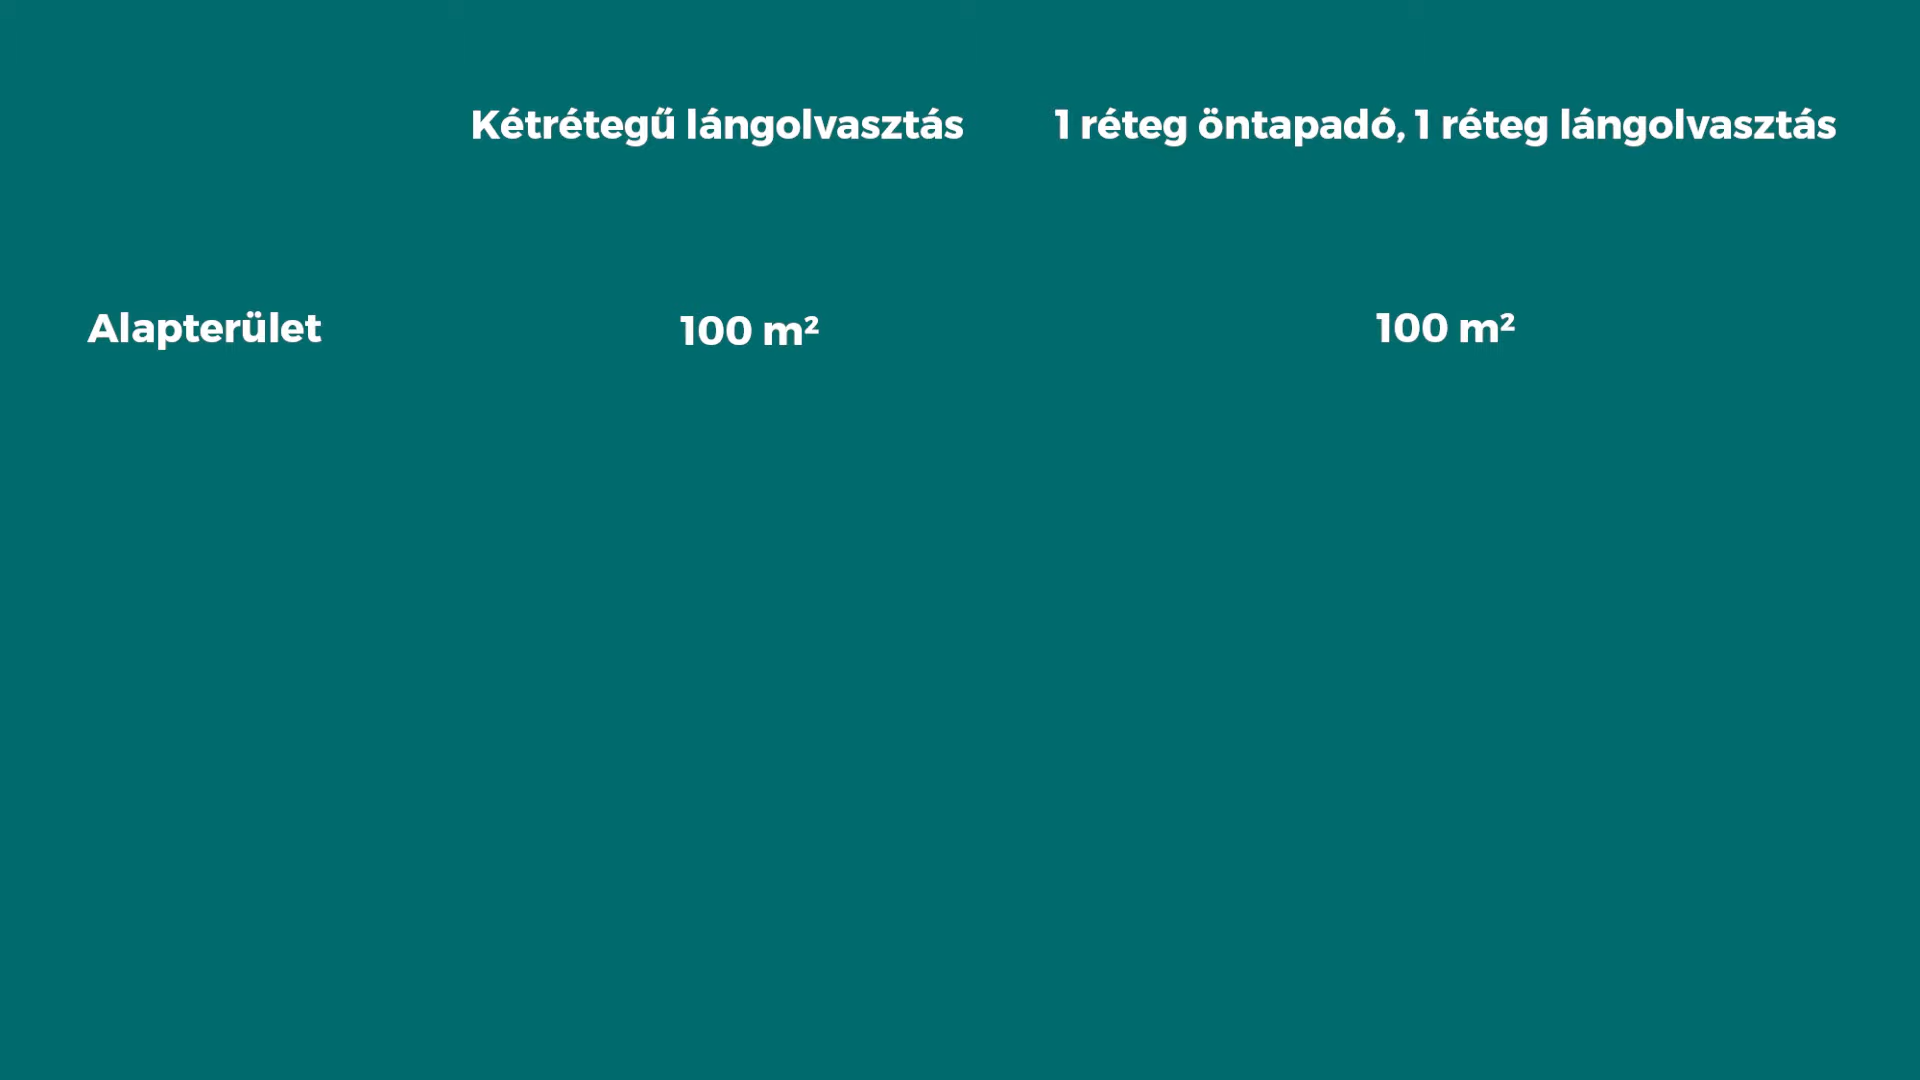 Kétrétegű lángolvasztás 1 réteg öntapadó, 1 réteg lángolvasztás
Alapterület 100 m² 100 m²